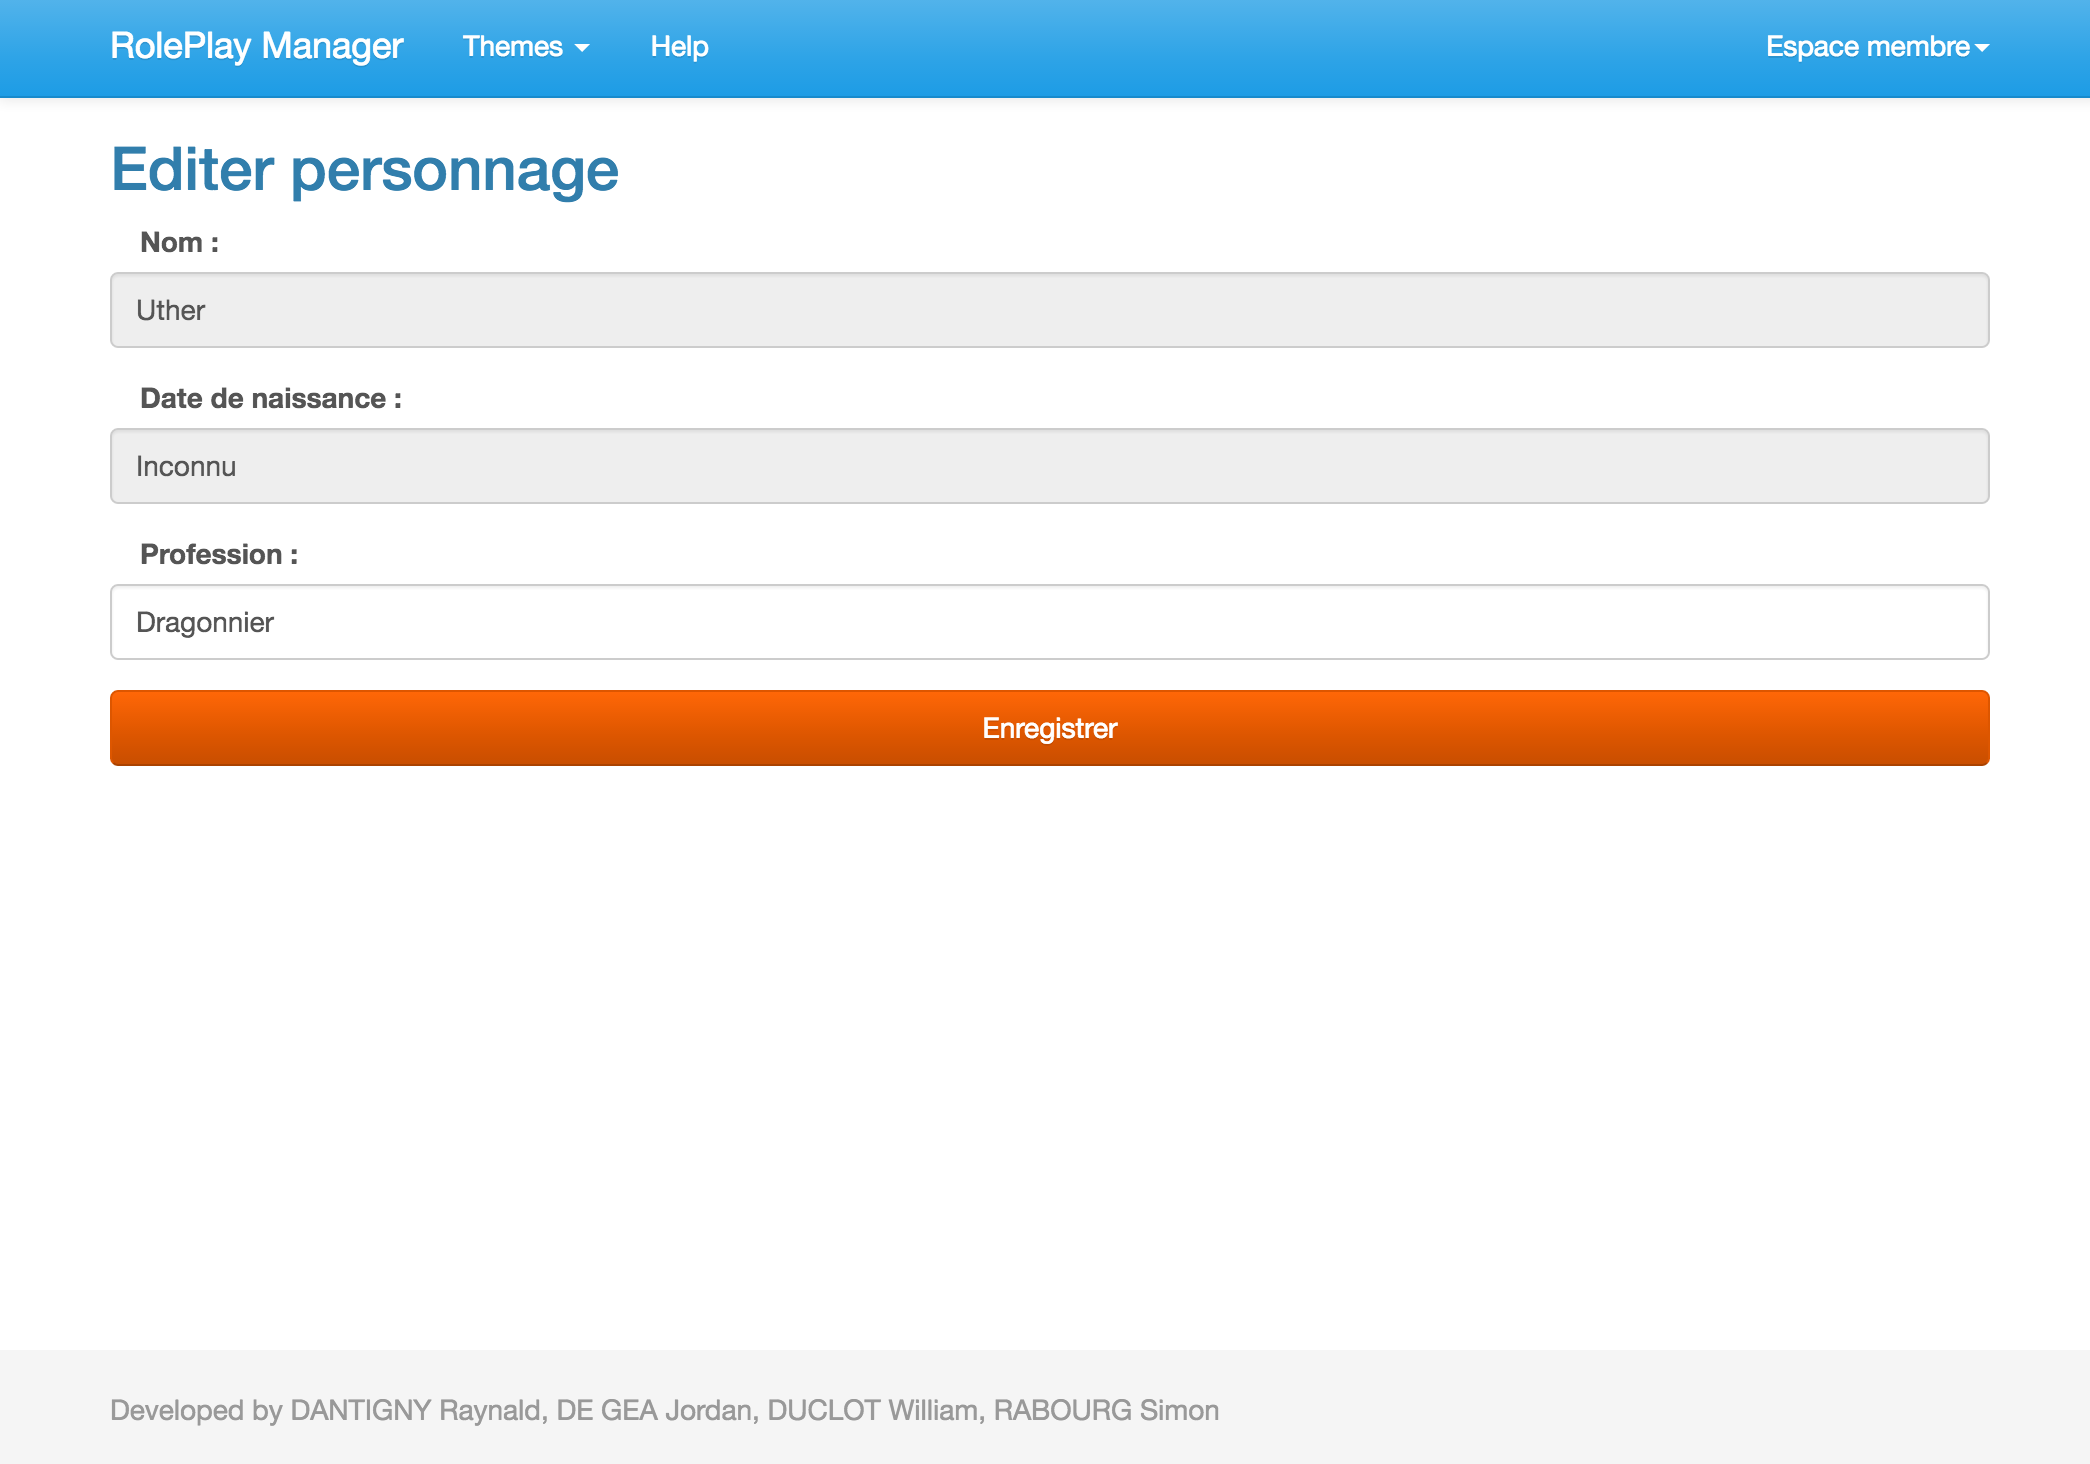 RolePlay Manager Themes Help Espace membre
Editer personnage
Nom :
Uther
Date de naissance :
Inconnu
Profession :
Dragonnier
Enregistrer
Developed by DANTIGNY Raynald, DE GEA Jordan, DUCLOT William, RABOURG Simon